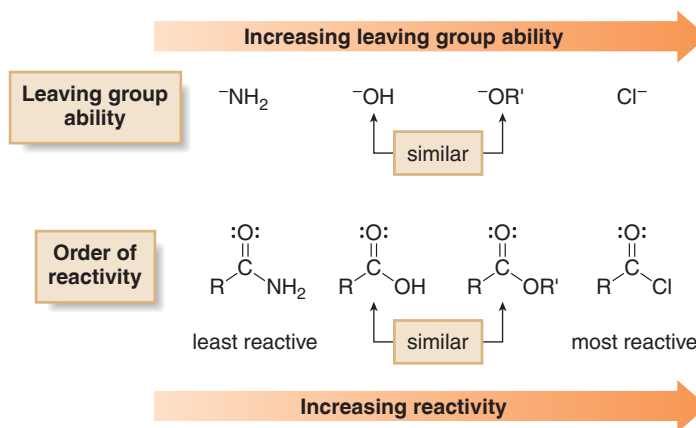 Increasing leaving group ability
Leaving group
ability
⁻NH₂ ⁻OH ⁻OR' Cl⁻
similar
Order of
reactivity
:O: :O: :O: :O:
C C C C
R NH₂ R OH R OR' R Cl
least reactive similar most reactive
Increasing reactivity